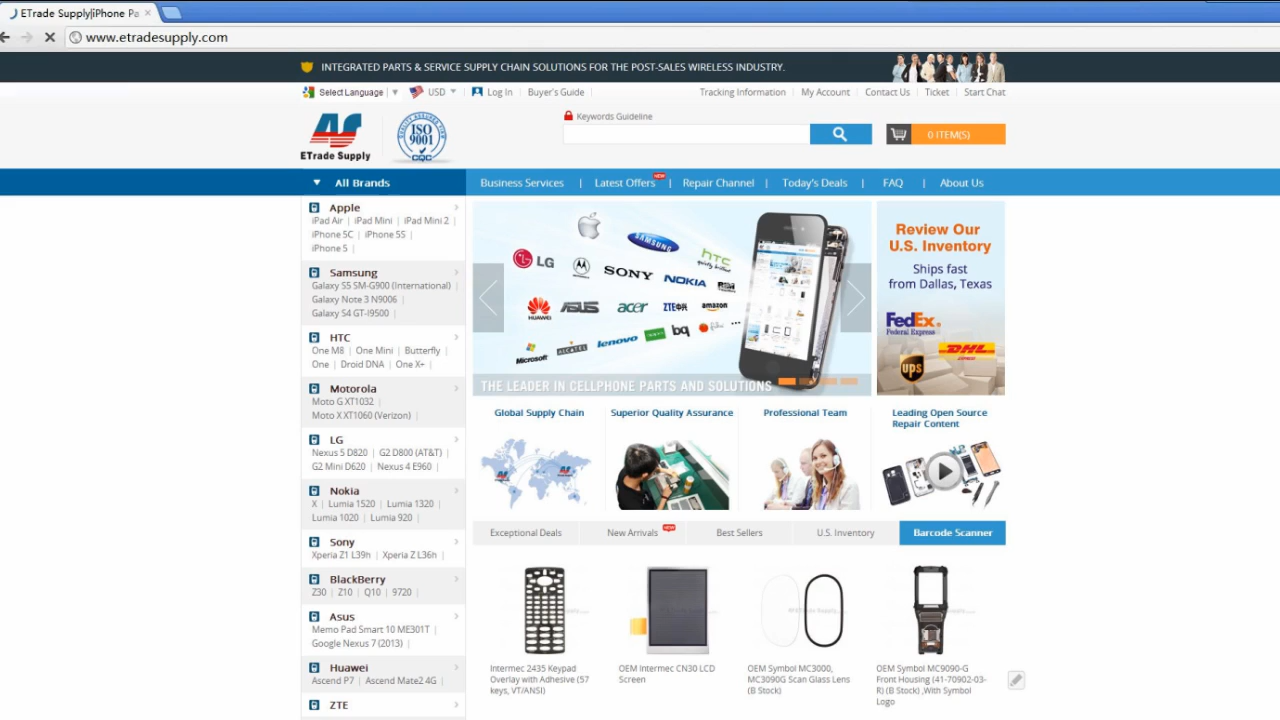 ETrade Supply|iPhone Pa
www.etradesupply.com
INTEGRATED PARTS & SERVICE SUPPLY CHAIN SOLUTIONS FOR THE POST-SALES WIRELESS INDUSTRY.
Select Language | USD | Log In | Buyer's Guide |
Tracking Information | My Account | Contact Us | Ticket | Start Chat
Keywords Guideline
0 ITEM(S)
ETrade Supply
ISO
9001
CQC
All Brands
Business Services | Latest Offers NEW | Repair Channel | Today's Deals | FAQ | About Us
Apple
iPad Air | iPad Mini | iPad Mini 2 |
iPhone 5C | iPhone 5S |
iPhone 5 |
Samsung
Galaxy S5 SM-G900 (International) |
Galaxy Note 3 N9006 |
Galaxy S4 GT-I9500 |
HTC
One M8 | One Mini | Butterfly |
One | Droid DNA | One X+ |
Motorola
Moto G XT1032 |
Moto X XT1060 (Verizon) |
LG
Nexus 5 D820 | G2 D800 (AT&T) |
G2 Mini D620 | Nexus 4 E960 |
Nokia
X | Lumia 1520 | Lumia 1320 |
Lumia 1020 | Lumia 920 |
Sony
Xperia Z1 L39h | Xperia Z L36h |
BlackBerry
Z30 | Z10 | Q10 | 9720 |
Asus
Memo Pad Smart 10 ME301T |
Google Nexus 7 (2013) |
Huawei
Ascend P7 | Ascend Mate2 4G |
ZTE
SAMSUNG
hTC
quietly brilliant
LG
SONY
NOKIA
HUAWEI
ASUS
acer
ZTE中兴
amazon
Microsoft
ALCATEL
lenovo
bq
...
THE LEADER IN CELLPHONE PARTS AND SOLUTIONS
Review Our
U.S. Inventory
Ships fast
from Dallas, Texas
FedEx
Federal Express
DHL
ups
Global Supply Chain
Superior Quality Assurance
Professional Team
Leading Open Source
Repair Content
Exceptional Deals
New Arrivals NEW
Best Sellers
U.S. Inventory
Barcode Scanner
Intermec 2435 Keypad
Overlay with Adhesive (57
keys, VT/ANSI)
OEM Intermec CN30 LCD
Screen
OEM Symbol MC3000,
MC3090G Scan Glass Lens
(B Stock)
OEM Symbol MC9090-G
Front Housing (41-70902-03-
R) (B Stock) ,With Symbol
Logo